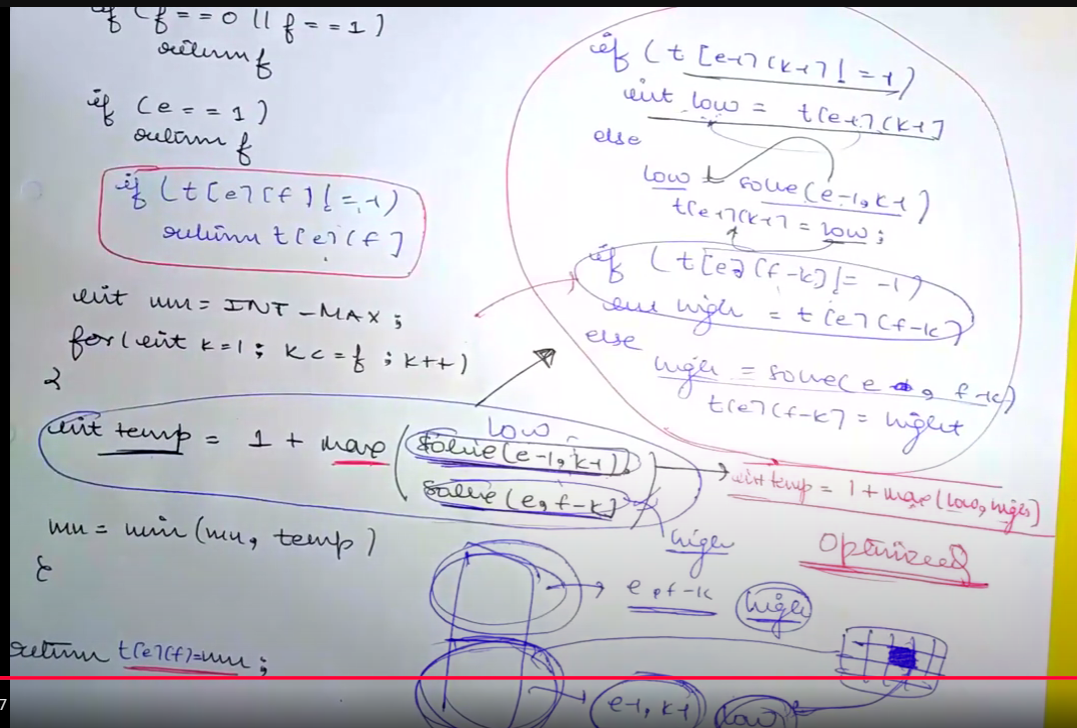 if (f==0 || f==1)
return f
if (e==1)
return f
if (t[e][f]!=-1)
return t[e][f]
int mn = INT_MAX;
for(int k=1; k<=f; k++)
{
int temp = 1 + max (solve(e-1,k-1),
solve(e,f-k))
low
high
mn = min(mn, temp)
}
return t[e][f]=mn;
if (t[e-1][k-1]!=-1)
int low = t[e-1][k-1]
else
low = solve(e-1,k-1)
t[e-1][k-1] = low;
if (t[e][f-k]!=-1)
int high = t[e][f-k]
else
high = solve(e, f-k)
t[e][f-k] = hight
int temp = 1+max(low,high)
Optimized
e, f-k
high
e-1, k-1
low
7